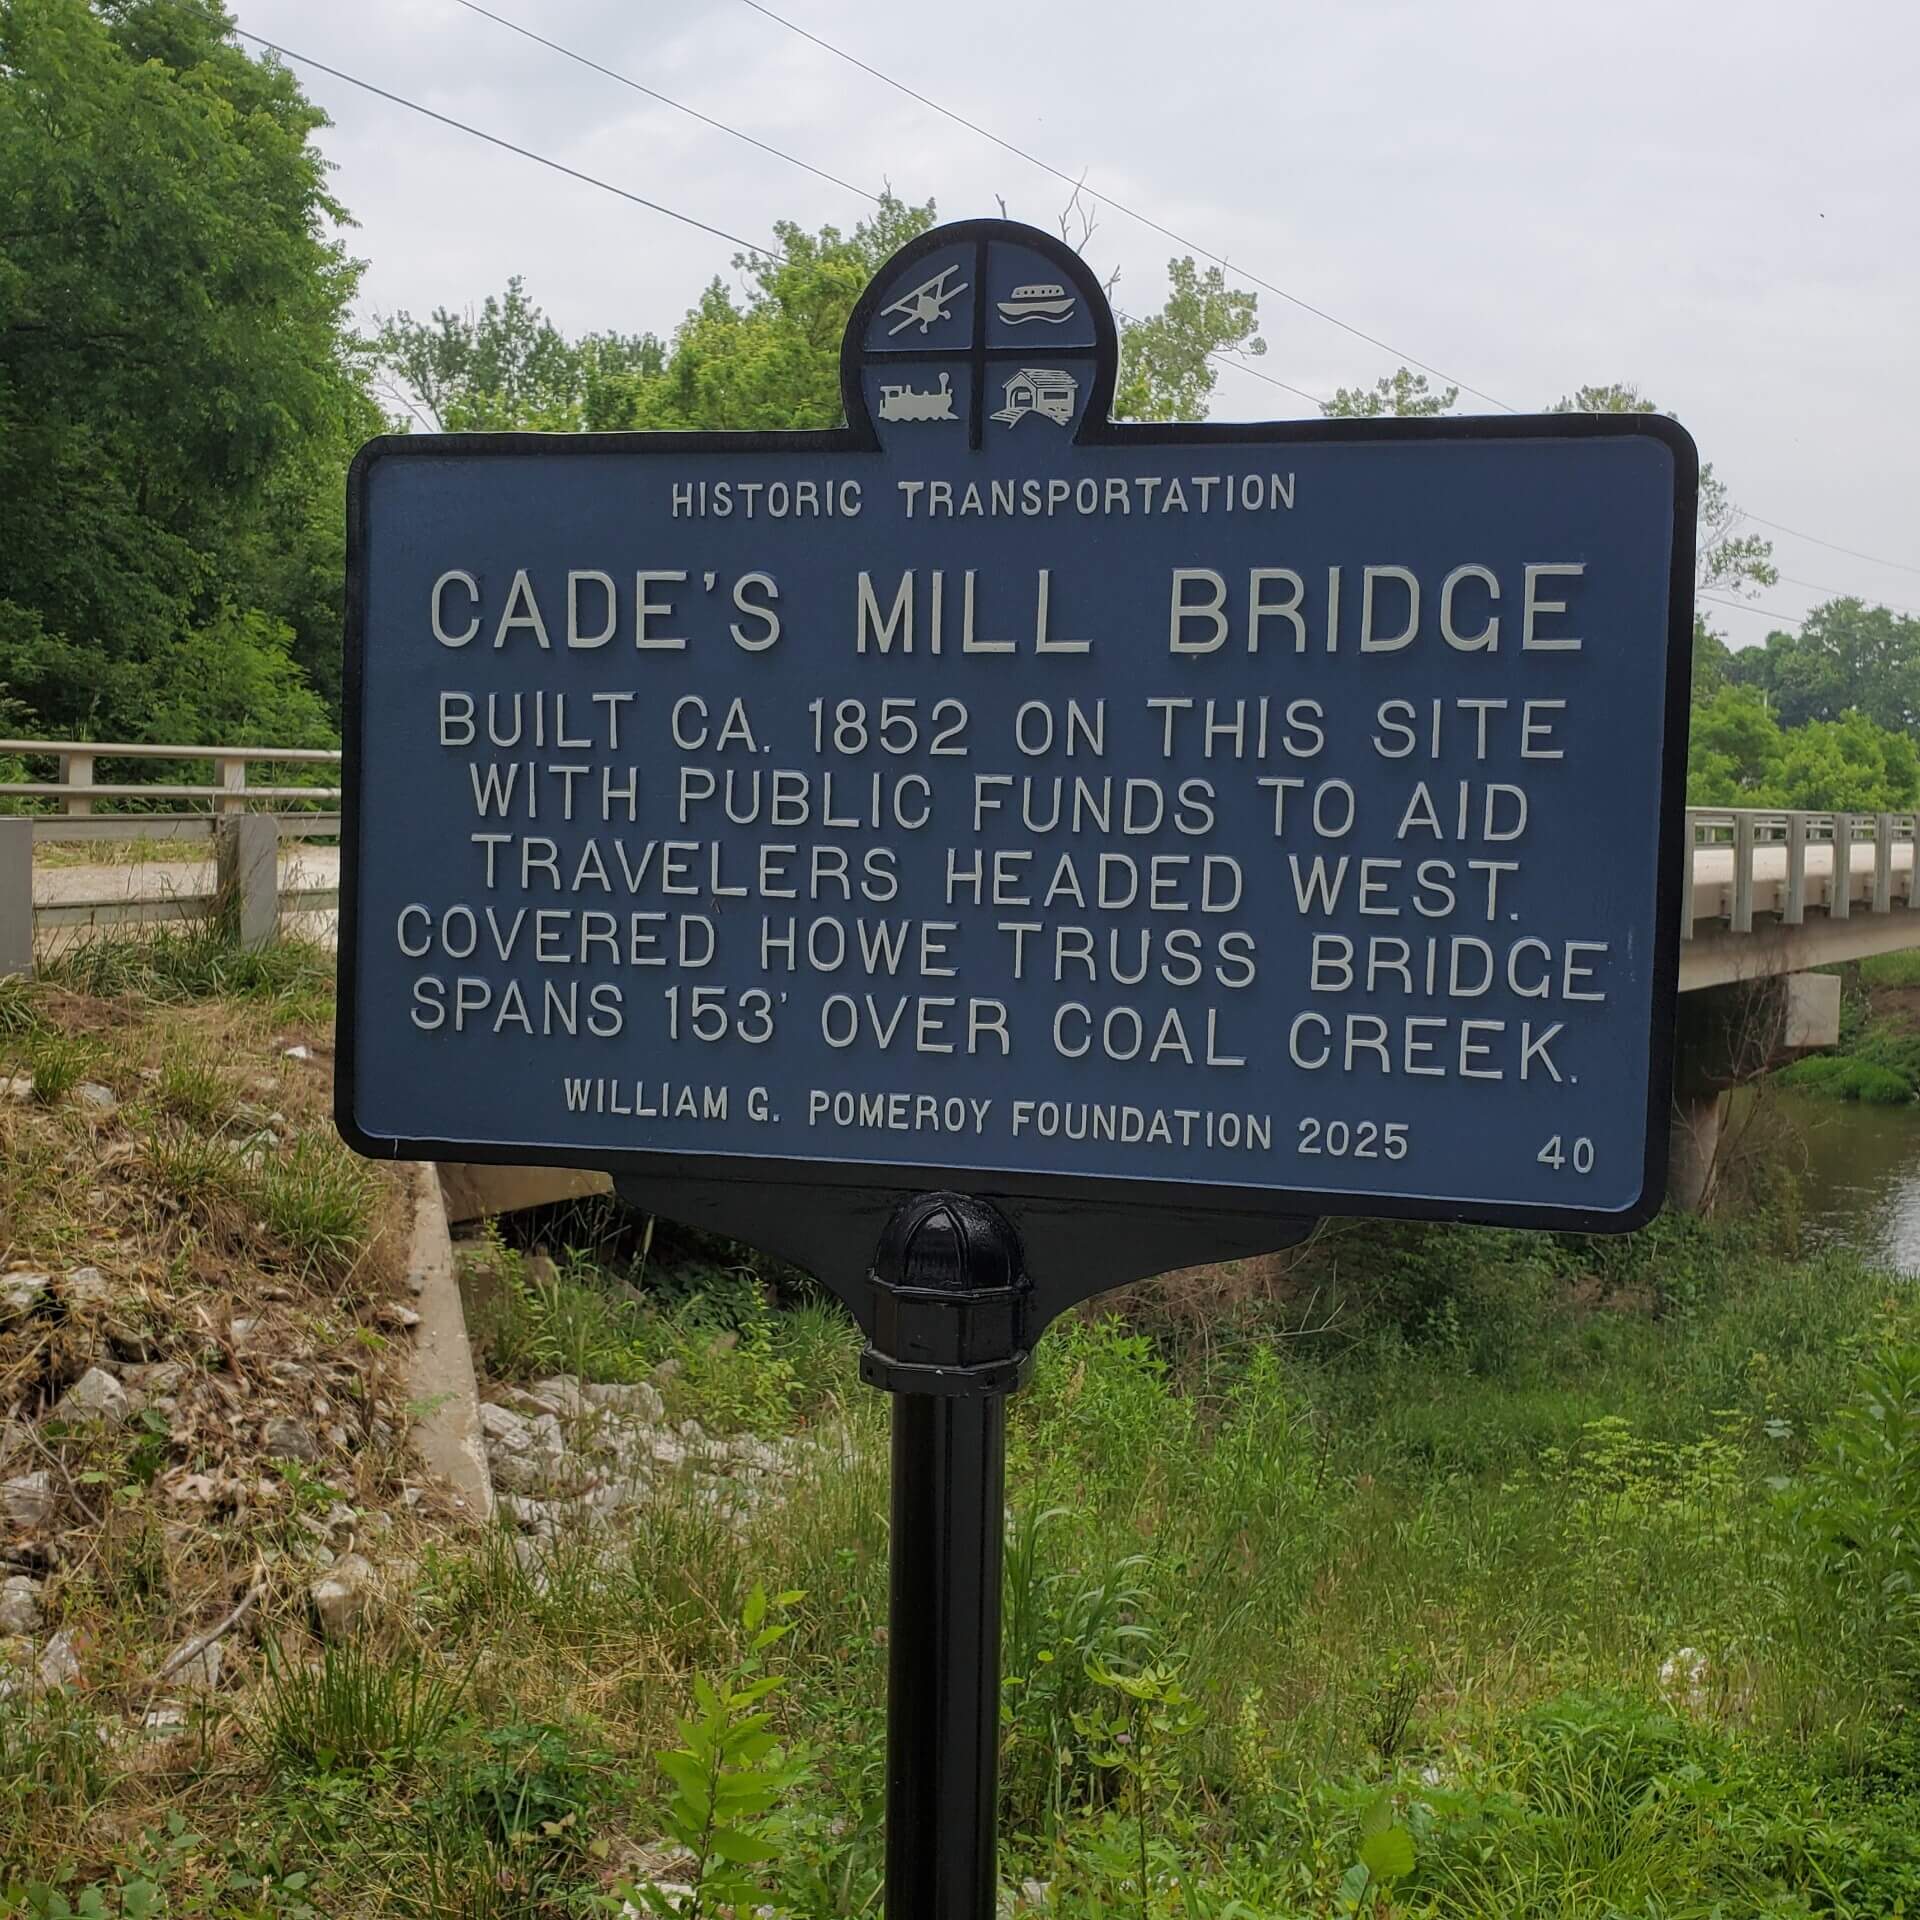 HISTORIC TRANSPORTATION
CADE'S MILL BRIDGE
BUILT CA. 1852 ON THIS SITE
WITH PUBLIC FUNDS TO AID
TRAVELERS HEADED WEST.
COVERED HOWE TRUSS BRIDGE
SPANS 153' OVER COAL CREEK.
WILLIAM G. POMEROY FOUNDATION 2025 40